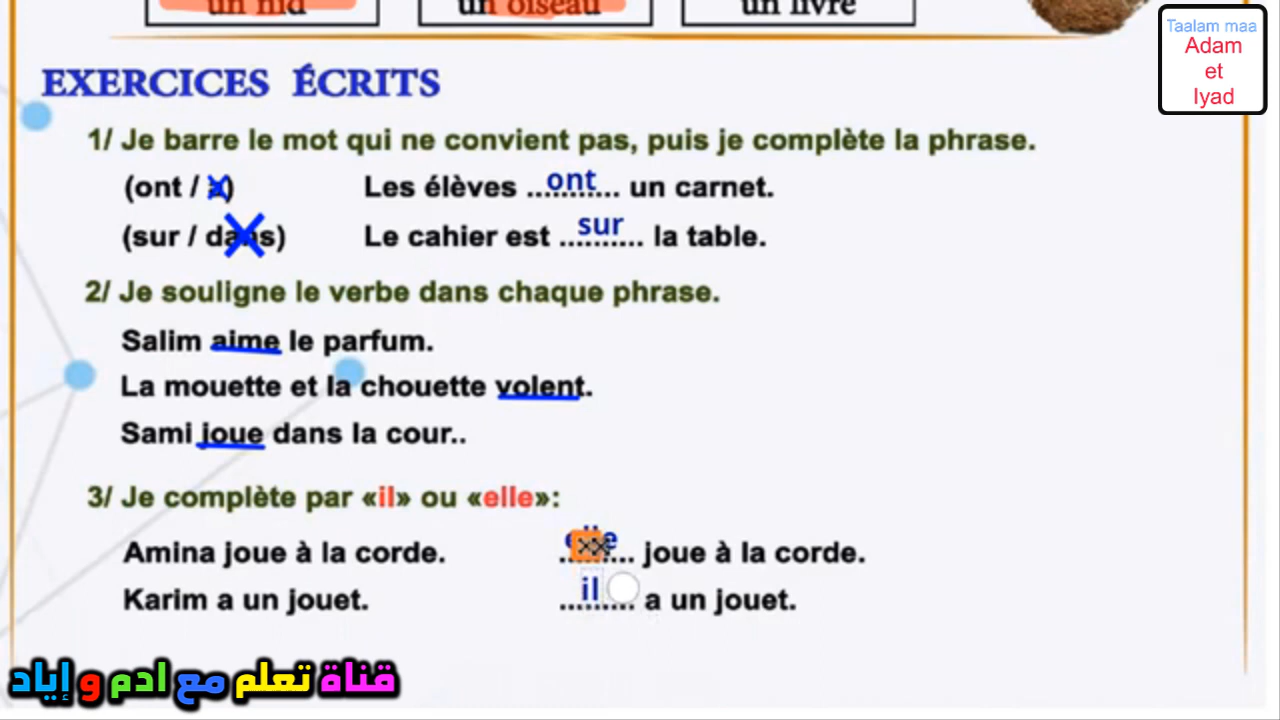 un nid un oiseau un livre
Taalam maa
Adam
et
Iyad
EXERCICES ÉCRITS
1/ Je barre le mot qui ne convient pas, puis je complète la phrase.
(ont / a) Les élèves ....ont.... un carnet.
(sur / dans) Le cahier est ....sur.... la table.
2/ Je souligne le verbe dans chaque phrase.
Salim aime le parfum.
La mouette et la chouette volent.
Sami joue dans la cour..
3/ Je complète par «il» ou «elle»:
Amina joue à la corde. ....elle.... joue à la corde.
Karim a un jouet. ....il.... a un jouet.
قناة تعلم مع ادم و إياد